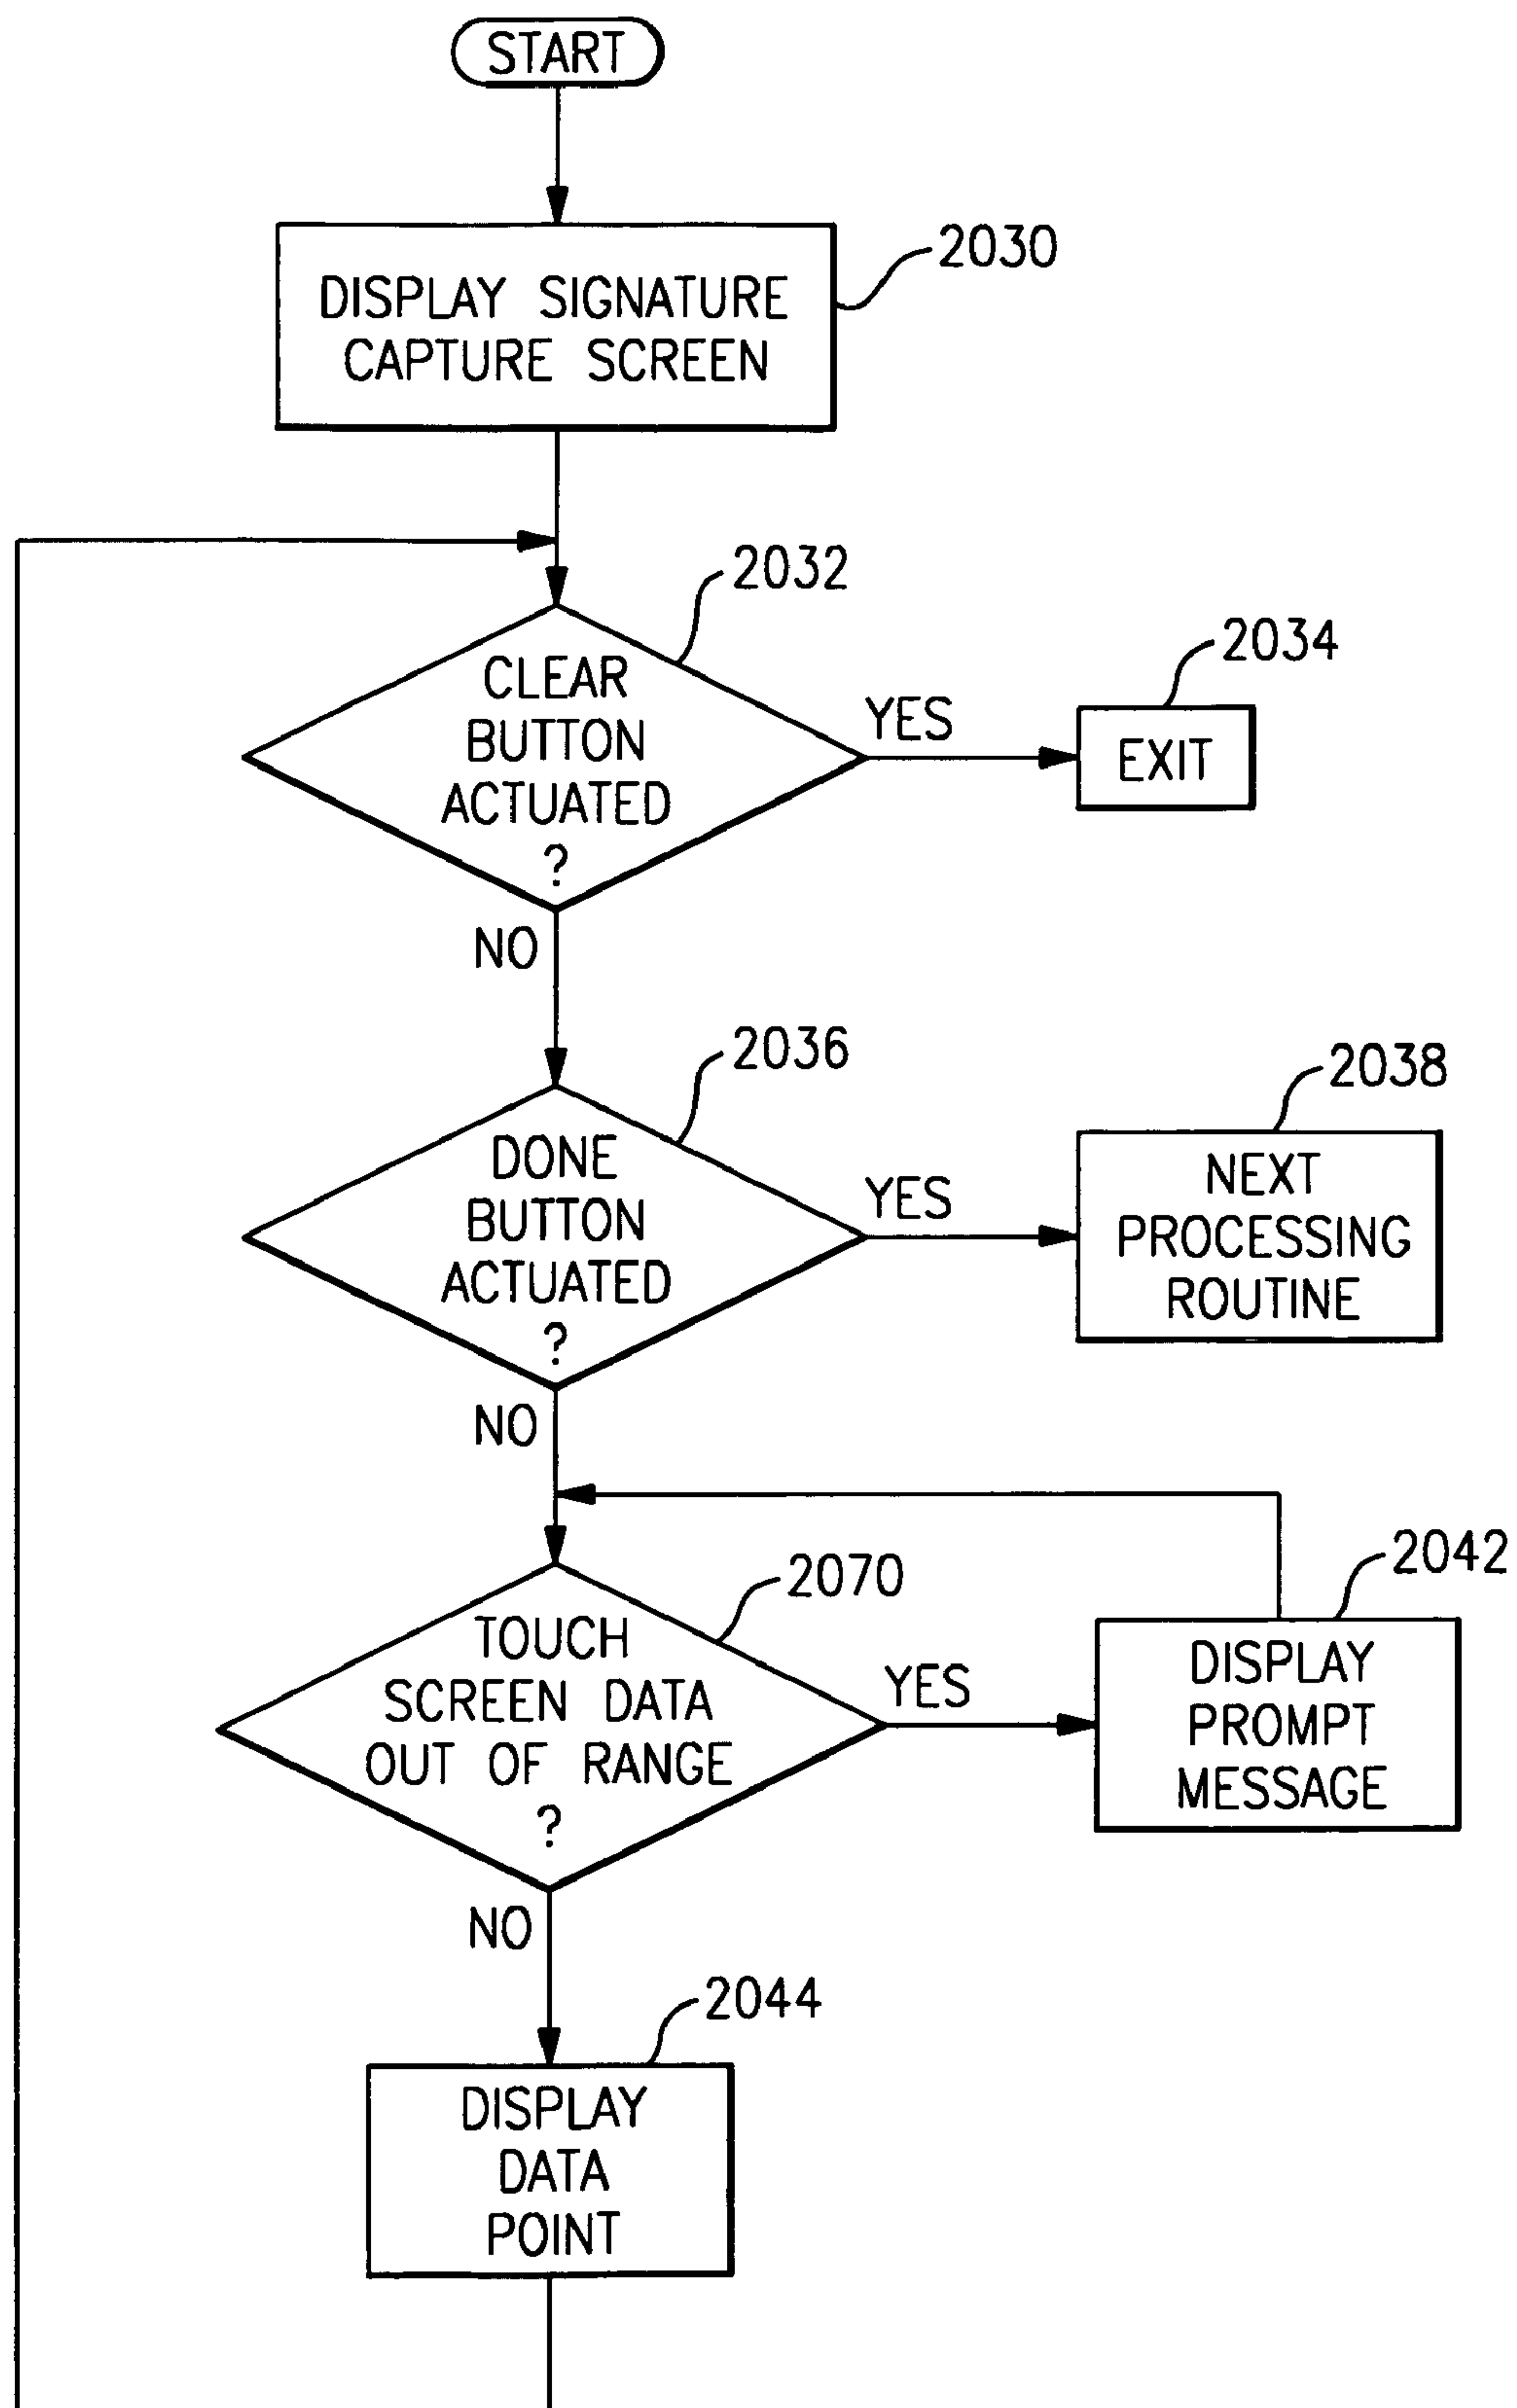 START
2030
DISPLAY SIGNATURE
CAPTURE SCREEN
2032
CLEAR
BUTTON
ACTUATED
?
YES
2034
EXIT
NO
2036
DONE
BUTTON
ACTUATED
?
YES
2038
NEXT
PROCESSING
ROUTINE
NO
2070
TOUCH
SCREEN DATA
OUT OF RANGE
?
YES
2042
DISPLAY
PROMPT
MESSAGE
NO
2044
DISPLAY
DATA
POINT